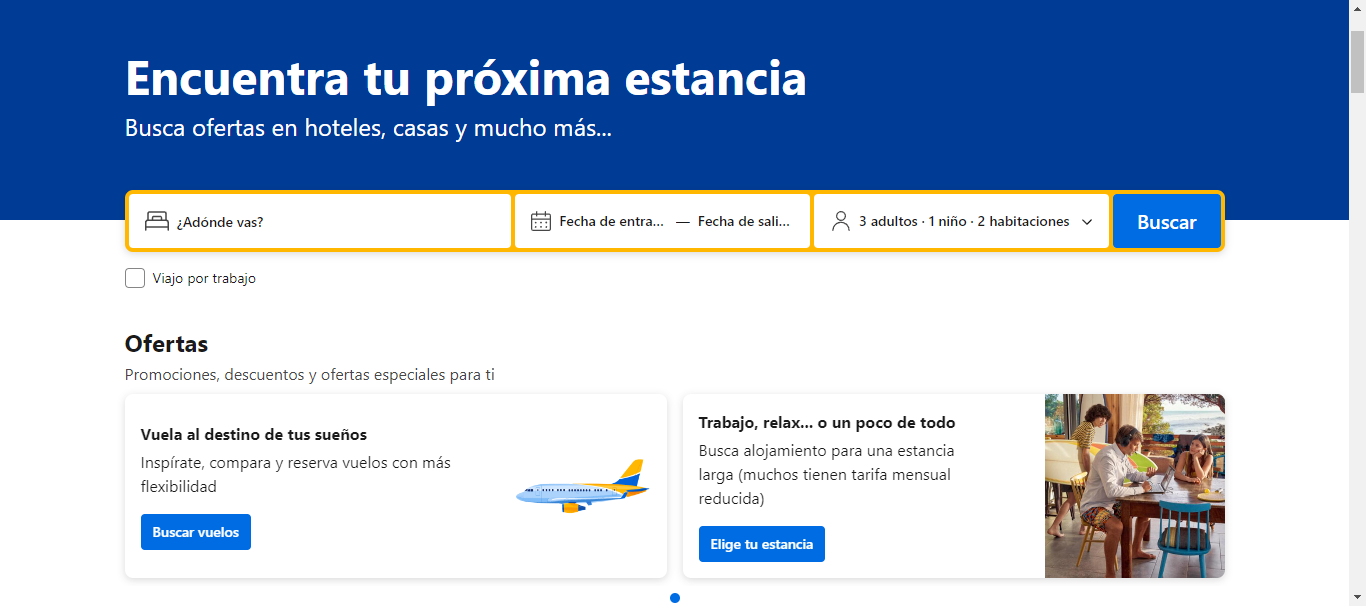 Encuentra tu próxima estancia
Busca ofertas en hoteles, casas y mucho más...
¿Adónde vas?
Fecha de entra... — Fecha de sali...
3 adultos · 1 niño · 2 habitaciones
Buscar
Viajo por trabajo
Ofertas
Promociones, descuentos y ofertas especiales para ti
Vuela al destino de tus sueños
Inspírate, compara y reserva vuelos con más
flexibilidad
Buscar vuelos
Trabajo, relax... o un poco de todo
Busca alojamiento para una estancia
larga (muchos tienen tarifa mensual
reducida)
Elige tu estancia